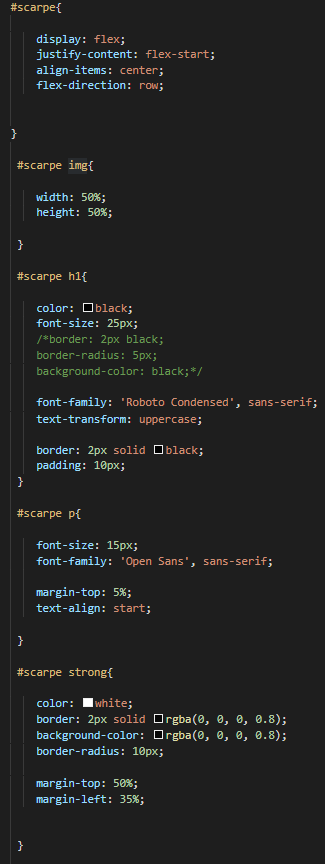 #scarpe{
display: flex;
justify-content: flex-start;
align-items: center;
flex-direction: row;
}
#scarpe img{
width: 50%;
height: 50%;
}
#scarpe h1{
color: black;
font-size: 25px;
/*border: 2px black;
border-radius: 5px;
background-color: black;*/
font-family: 'Roboto Condensed', sans-serif;
text-transform: uppercase;
border: 2px solid black;
padding: 10px;
}
#scarpe p{
font-size: 15px;
font-family: 'Open Sans', sans-serif;
margin-top: 5%;
text-align: start;
}
#scarpe strong{
color: white;
border: 2px solid rgba(0, 0, 0, 0.8);
background-color: rgba(0, 0, 0, 0.8);
border-radius: 10px;
margin-top: 50%;
margin-left: 35%;
}